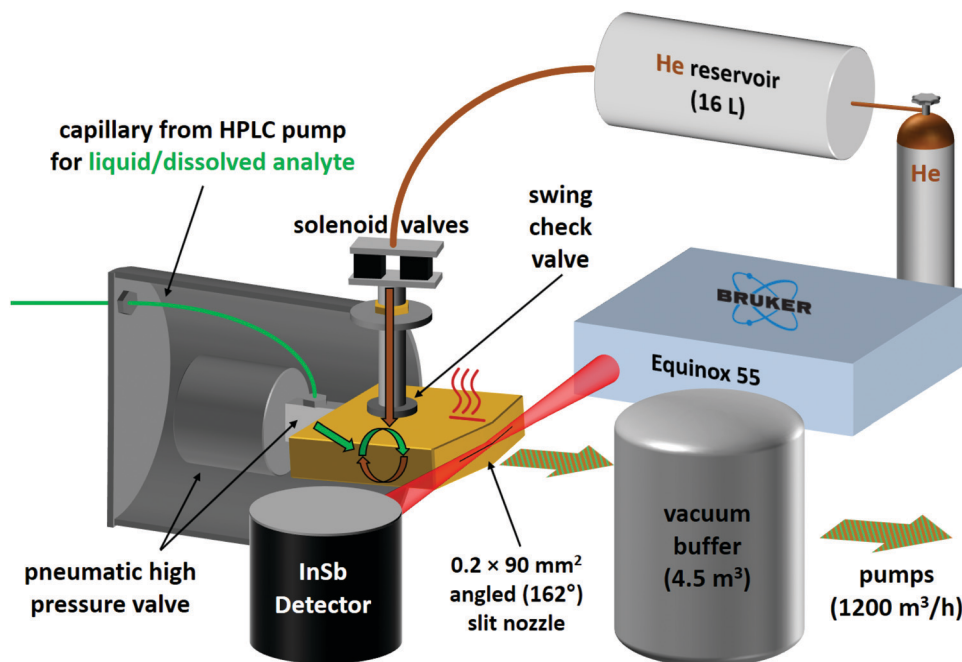 He reservoir
(16 L)
capillary from HPLC pump
for liquid/dissolved analyte
He
swing
check
valve
solenoid valves
BRUKER
Equinox 55
vacuum
buffer
(4.5 m³)
pneumatic high
pressure valve
InSb
Detector
0.2 × 90 mm²
angled (162°)
slit nozzle
pumps
(1200 m³/h)